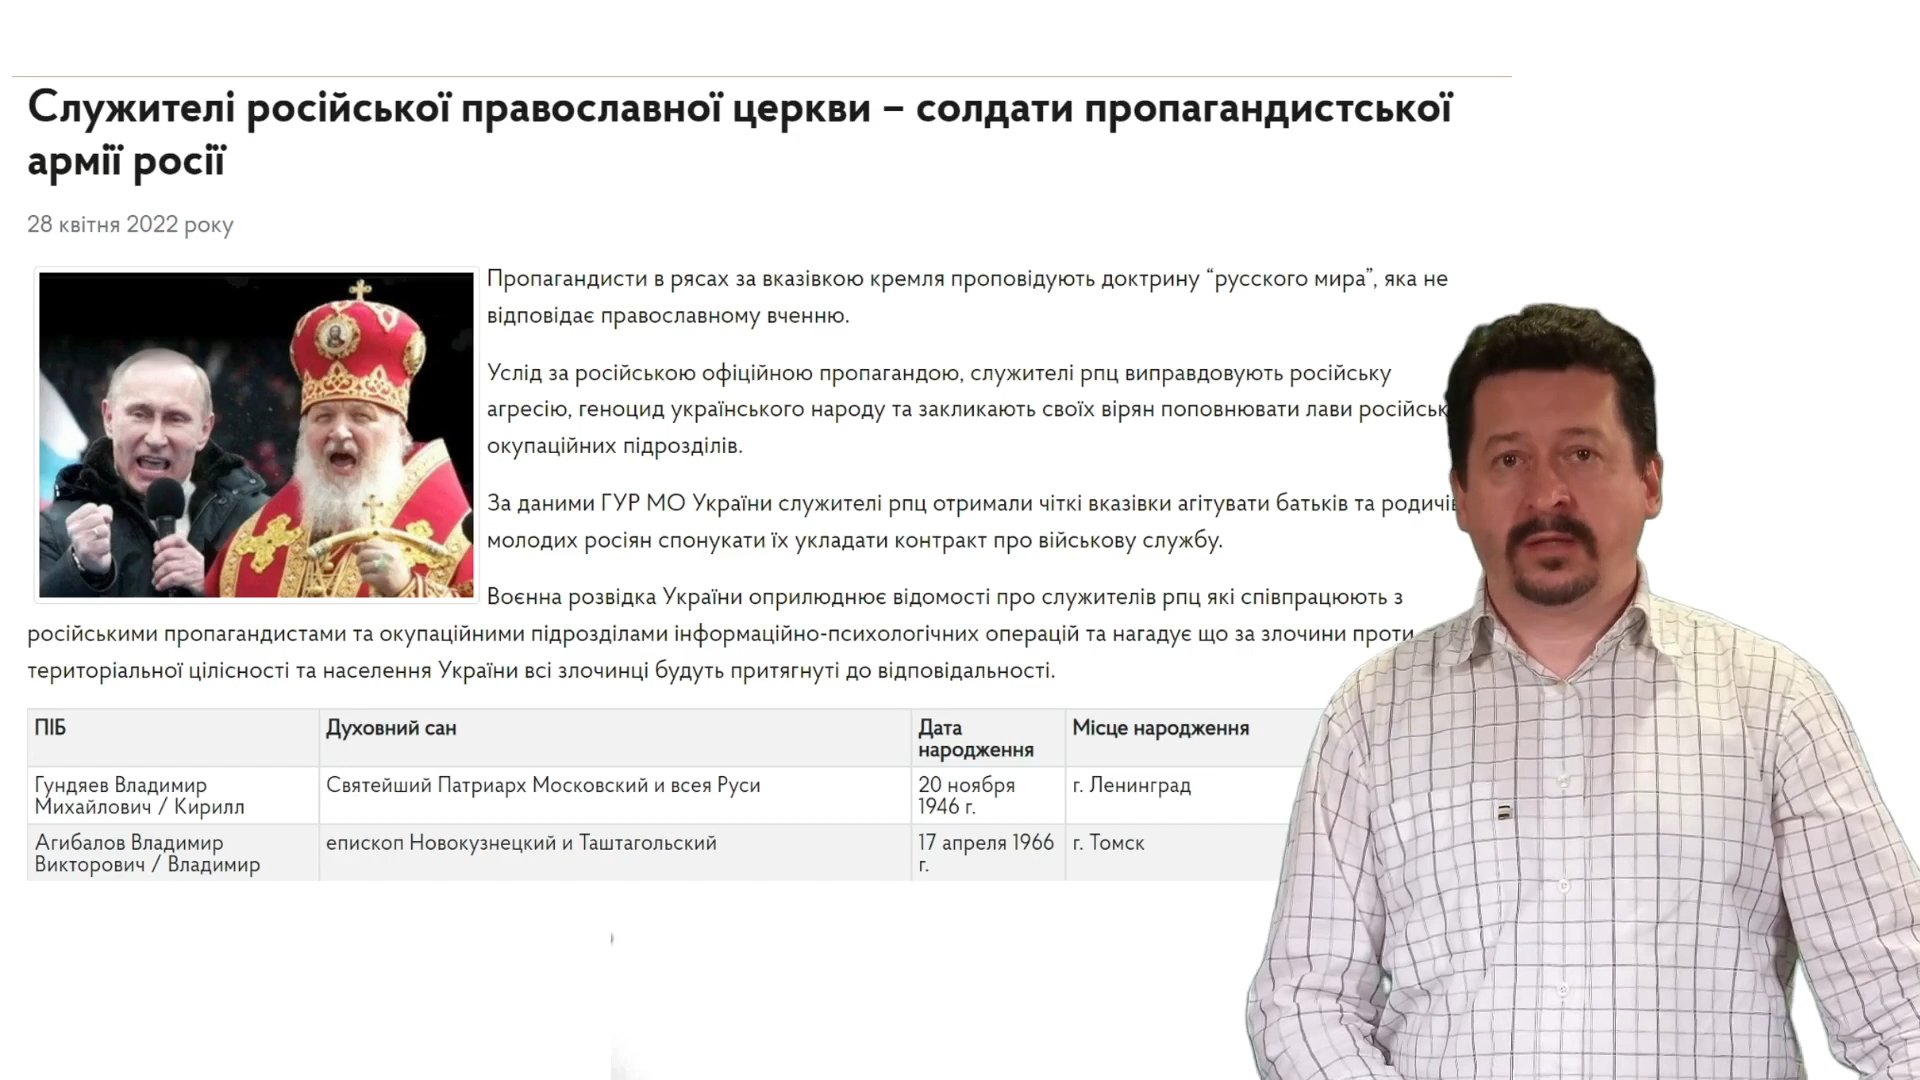 Служителі російської православної церкви – солдати пропагандистської
армії росії
28 квітня 2022 року
Пропагандисти в рясах за вказівкою кремля проповідують доктрину “русского мира”, яка не
відповідає православному вченню.
Услід за російською офіційною пропагандою, служителі рпц виправдовують російську
агресію, геноцид українського народу та закликають своїх вірян поповнювати лави російськ
окупаційних підрозділів.
За даними ГУР МО України служителі рпц отримали чіткі вказівки агітувати батьків та родичі
молодих росіян спонукати їх укладати контракт про військову службу.
Воєнна розвідка України оприлюднює відомості про служителів рпц які співпрацюють з
російськими пропагандистами та окупаційними підрозділами інформаційно-психологічних операцій та нагадує що за злочини проти
територіальної цілісності та населення України всі злочинці будуть притягнуті до відповідальності.
ПІБ
Духовний сан
Дата
народження
Місце народження
Гундяев Владимир
Михайлович / Кирилл
Святейший Патриарх Московский и всея Руси
20 ноября
1946 г.
г. Ленинград
Агибалов Владимир
Викторович / Владимир
епископ Новокузнецкий и Таштагольский
17 апреля 1966
г.
г. Томск